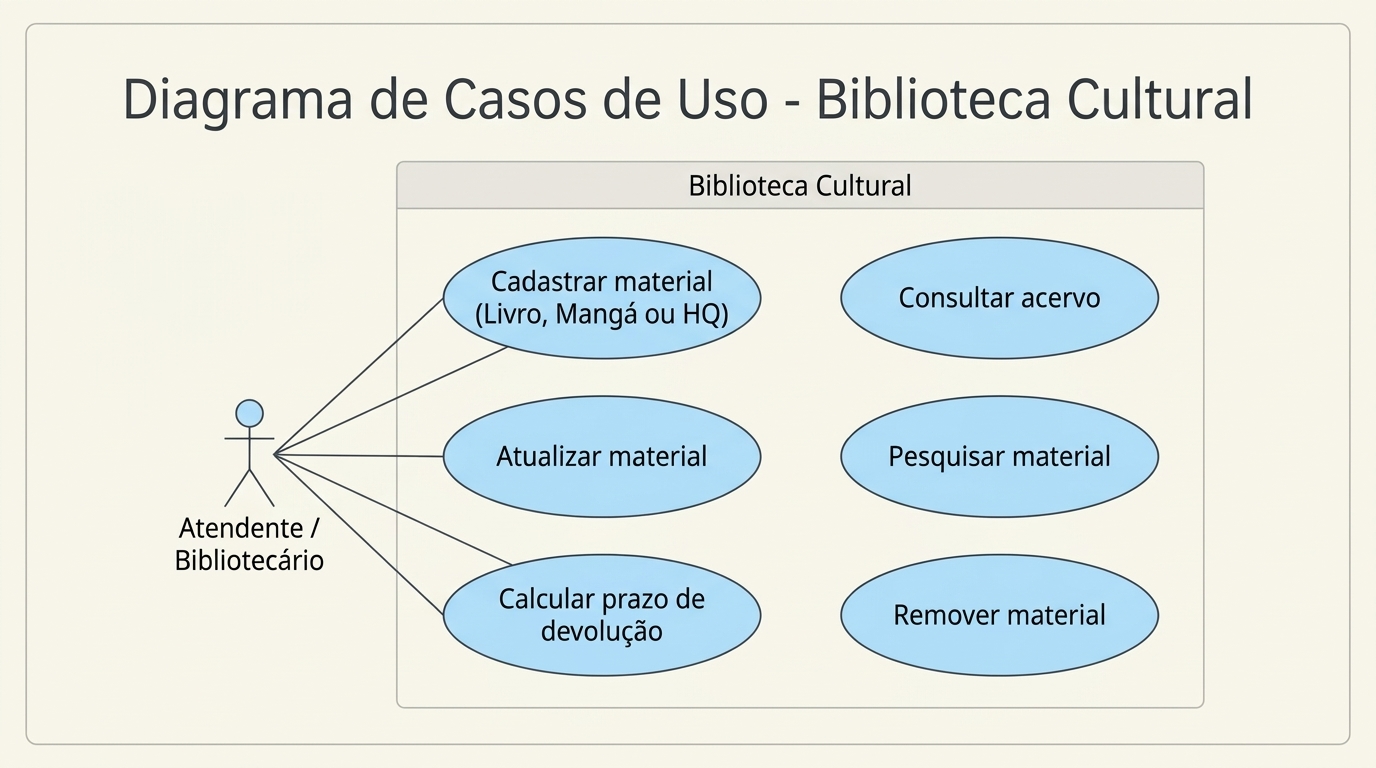 Diagrama de Casos de Uso - Biblioteca Cultural
Biblioteca Cultural
Cadastrar material
(Livro, Mangá ou HQ)
Consultar acervo
Atualizar material
Pesquisar material
Atendente /
Bibliotecário
Calcular prazo de
devolução
Remover material